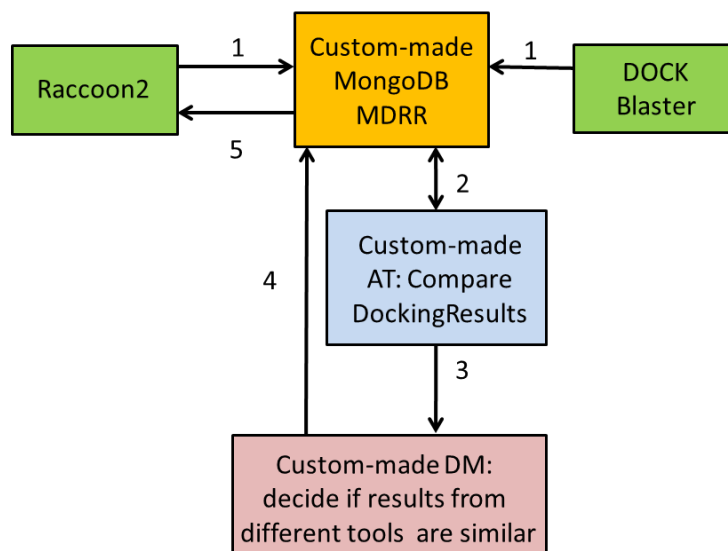 1
Custom-made
MongoDB
MDRR
1
Raccoon2
DOCK
Blaster
5
2
Custom-made
AT: Compare
DockingResults
4
3
Custom-made DM:
decide if results from
different tools are similar